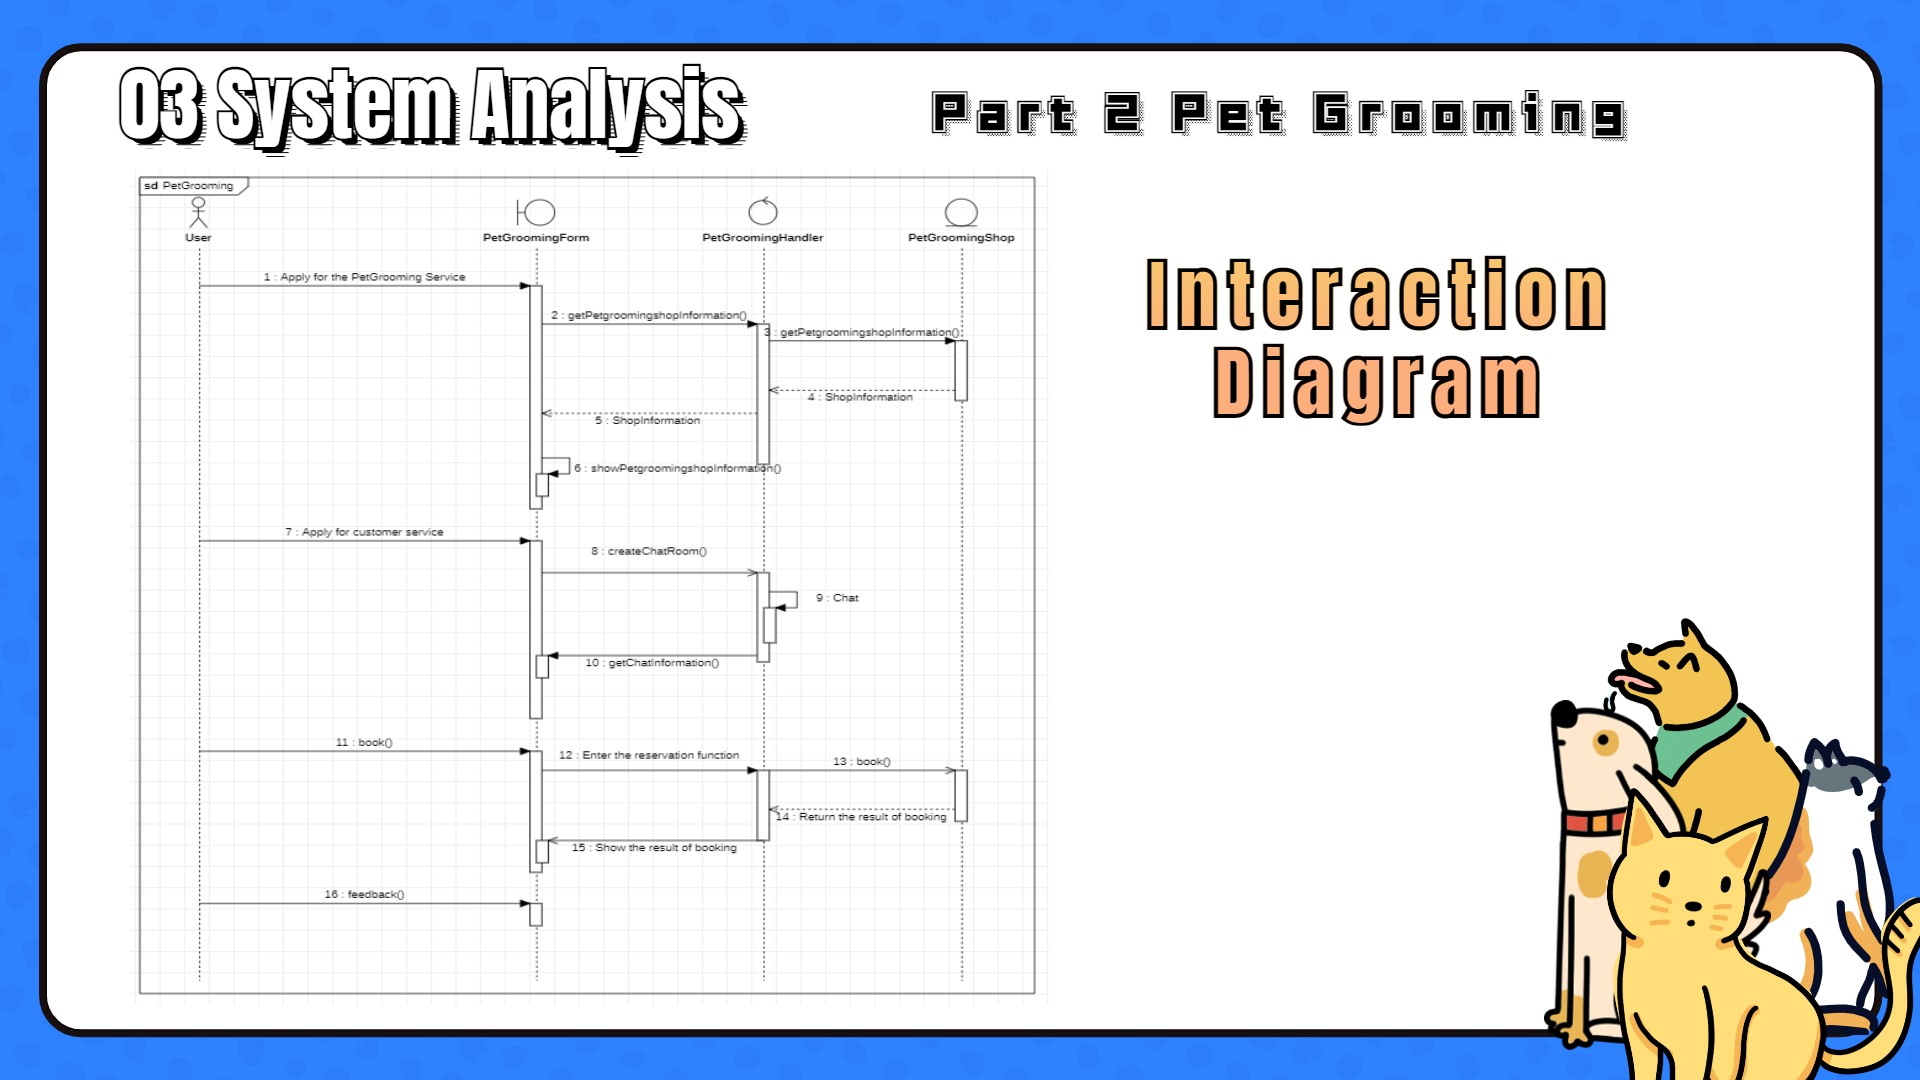 03 System Analysis
Part 2 Pet Grooming
sd PetGrooming
User
PetGroomingForm
PetGroomingHandler
PetGroomingShop
1 : Apply for the PetGrooming Service
2 : getPetgroomingshopInformation()
3 : getPetgroomingshopInformation()
4 : ShopInformation
5 : ShopInformation
6 : showPetgroomingshopInformation()
7 : Apply for customer service
8 : createChatRoom()
9 : Chat
10 : getChatInformation()
11 : book()
12 : Enter the reservation function
13 : book()
14 : Return the result of booking
15 : Show the result of booking
16 : feedback()
Interaction
Diagram